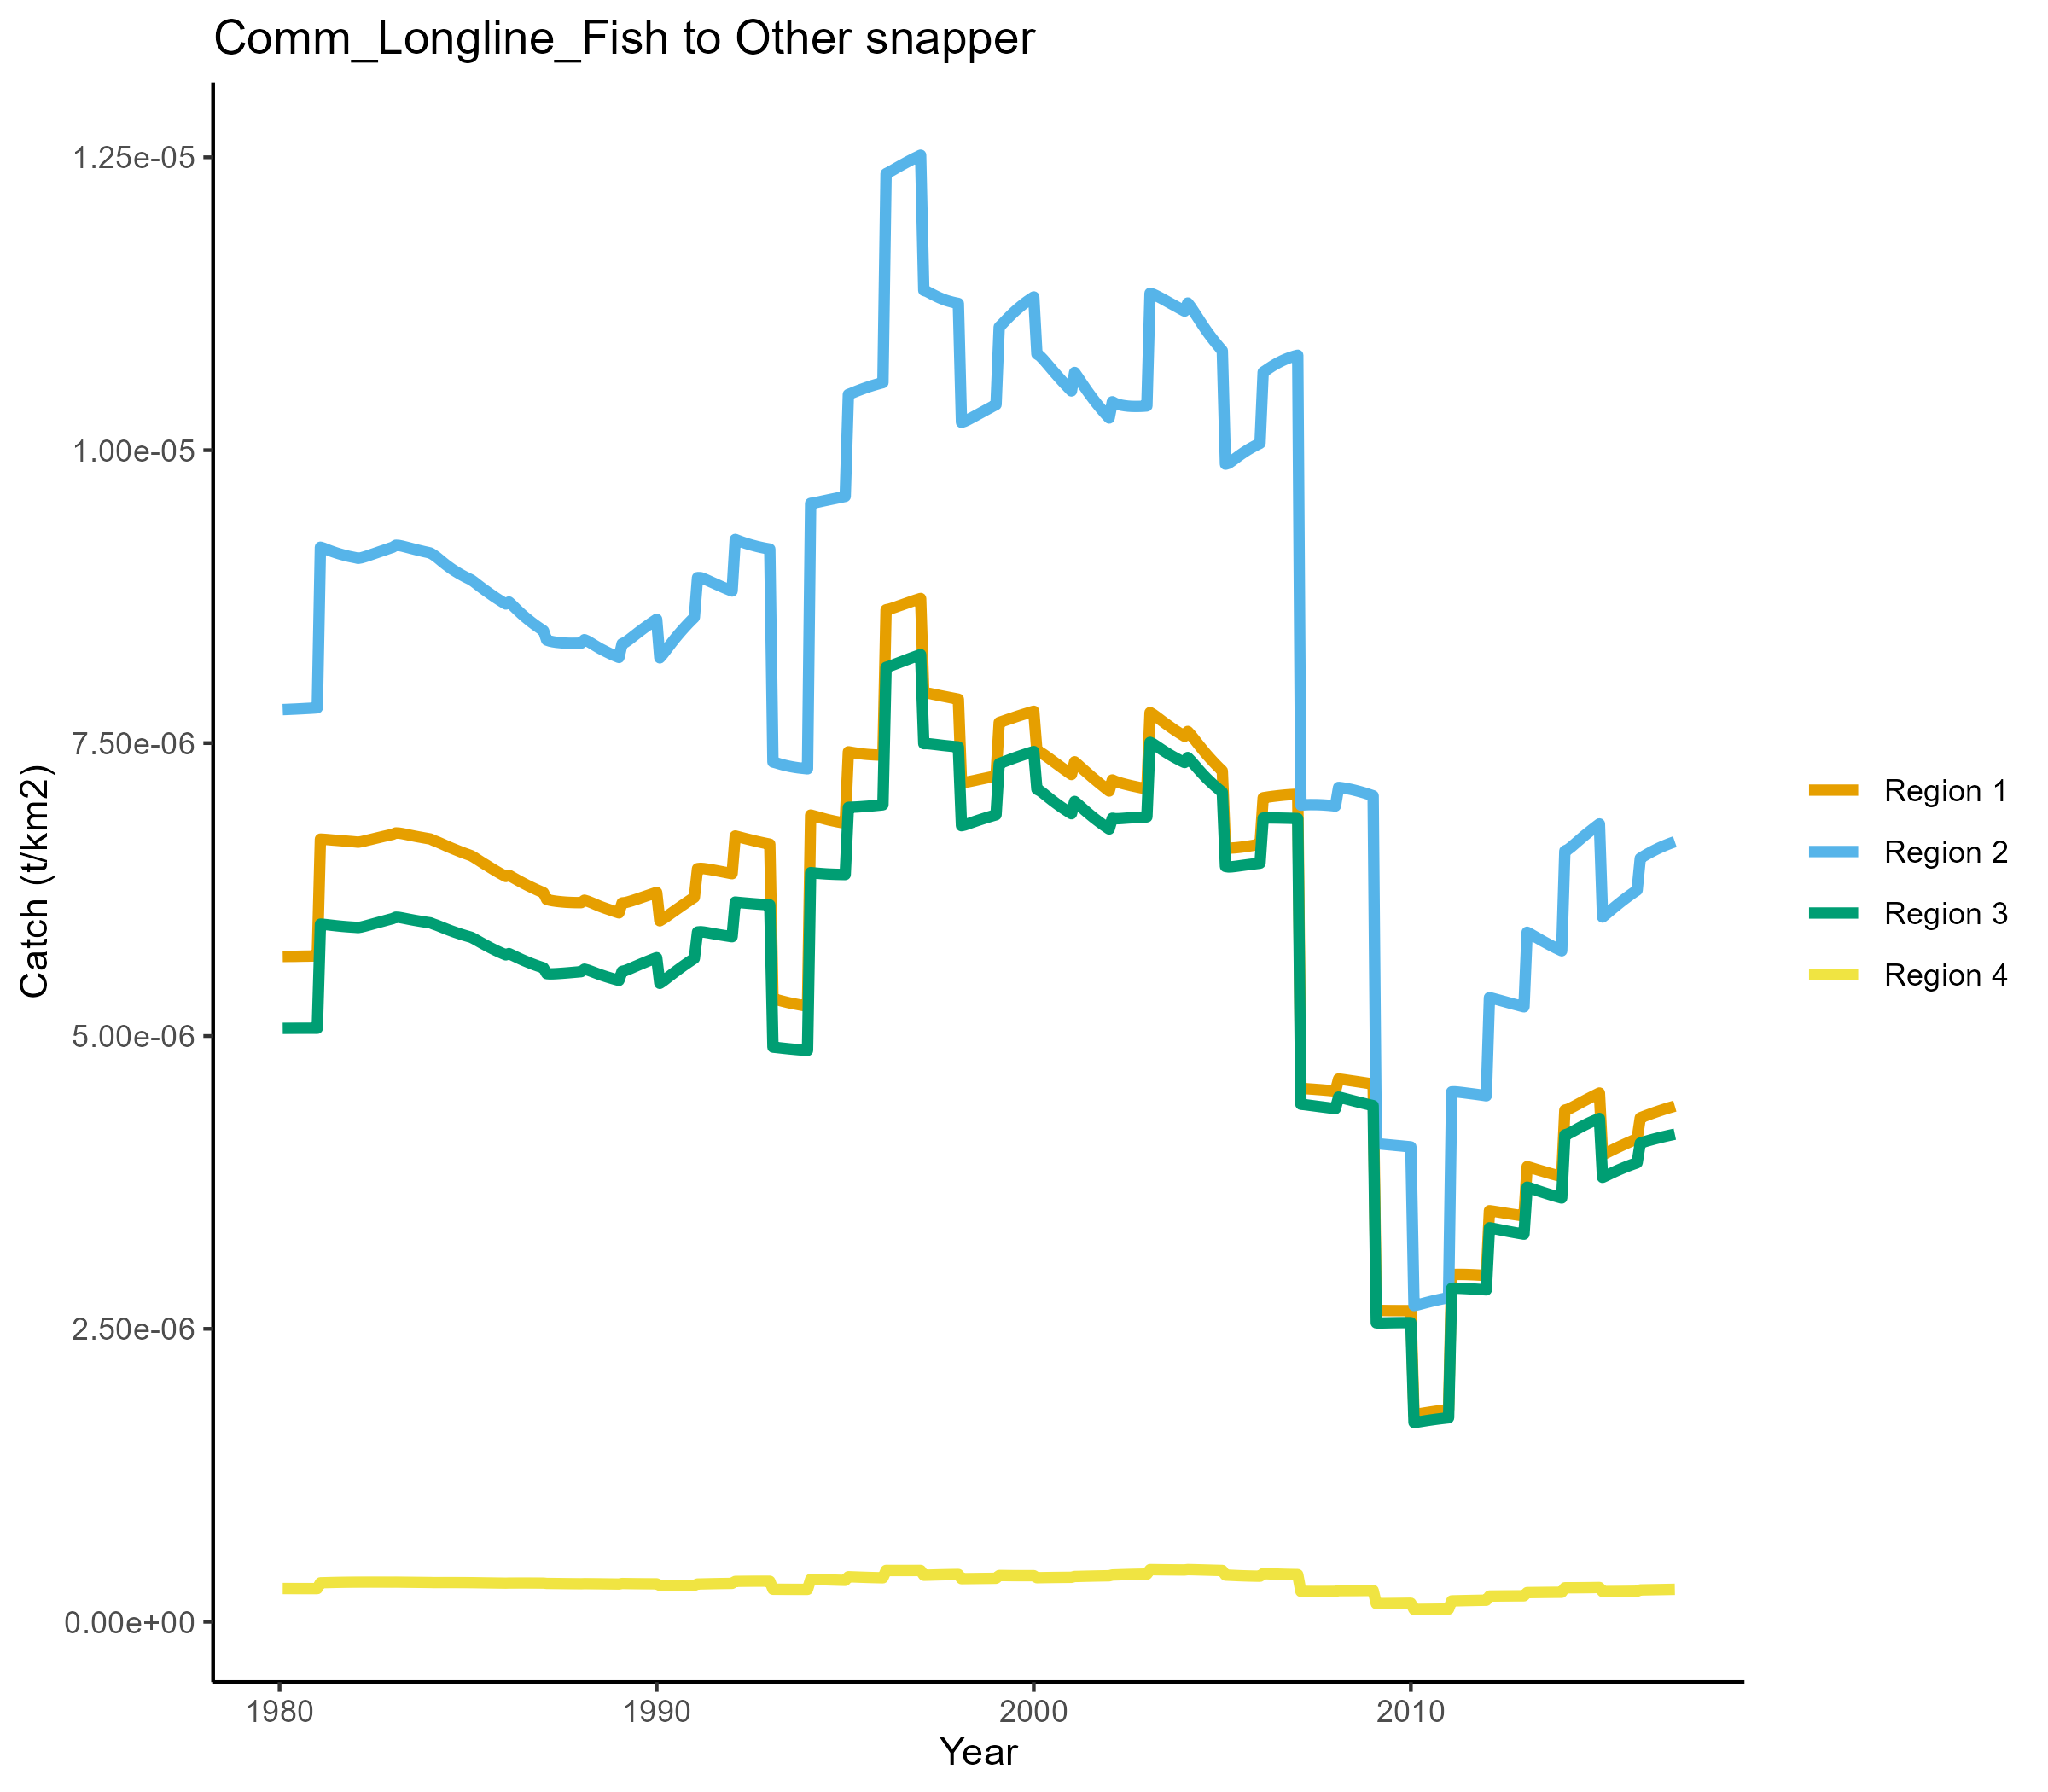 Comm_Longline_Fish to Other snapper
Catch (t/km2)
1.25e-05
1.00e-05
7.50e-06
5.00e-06
2.50e-06
0.00e+00
1980
1990
2000
2010
Year
Region 1
Region 2
Region 3
Region 4